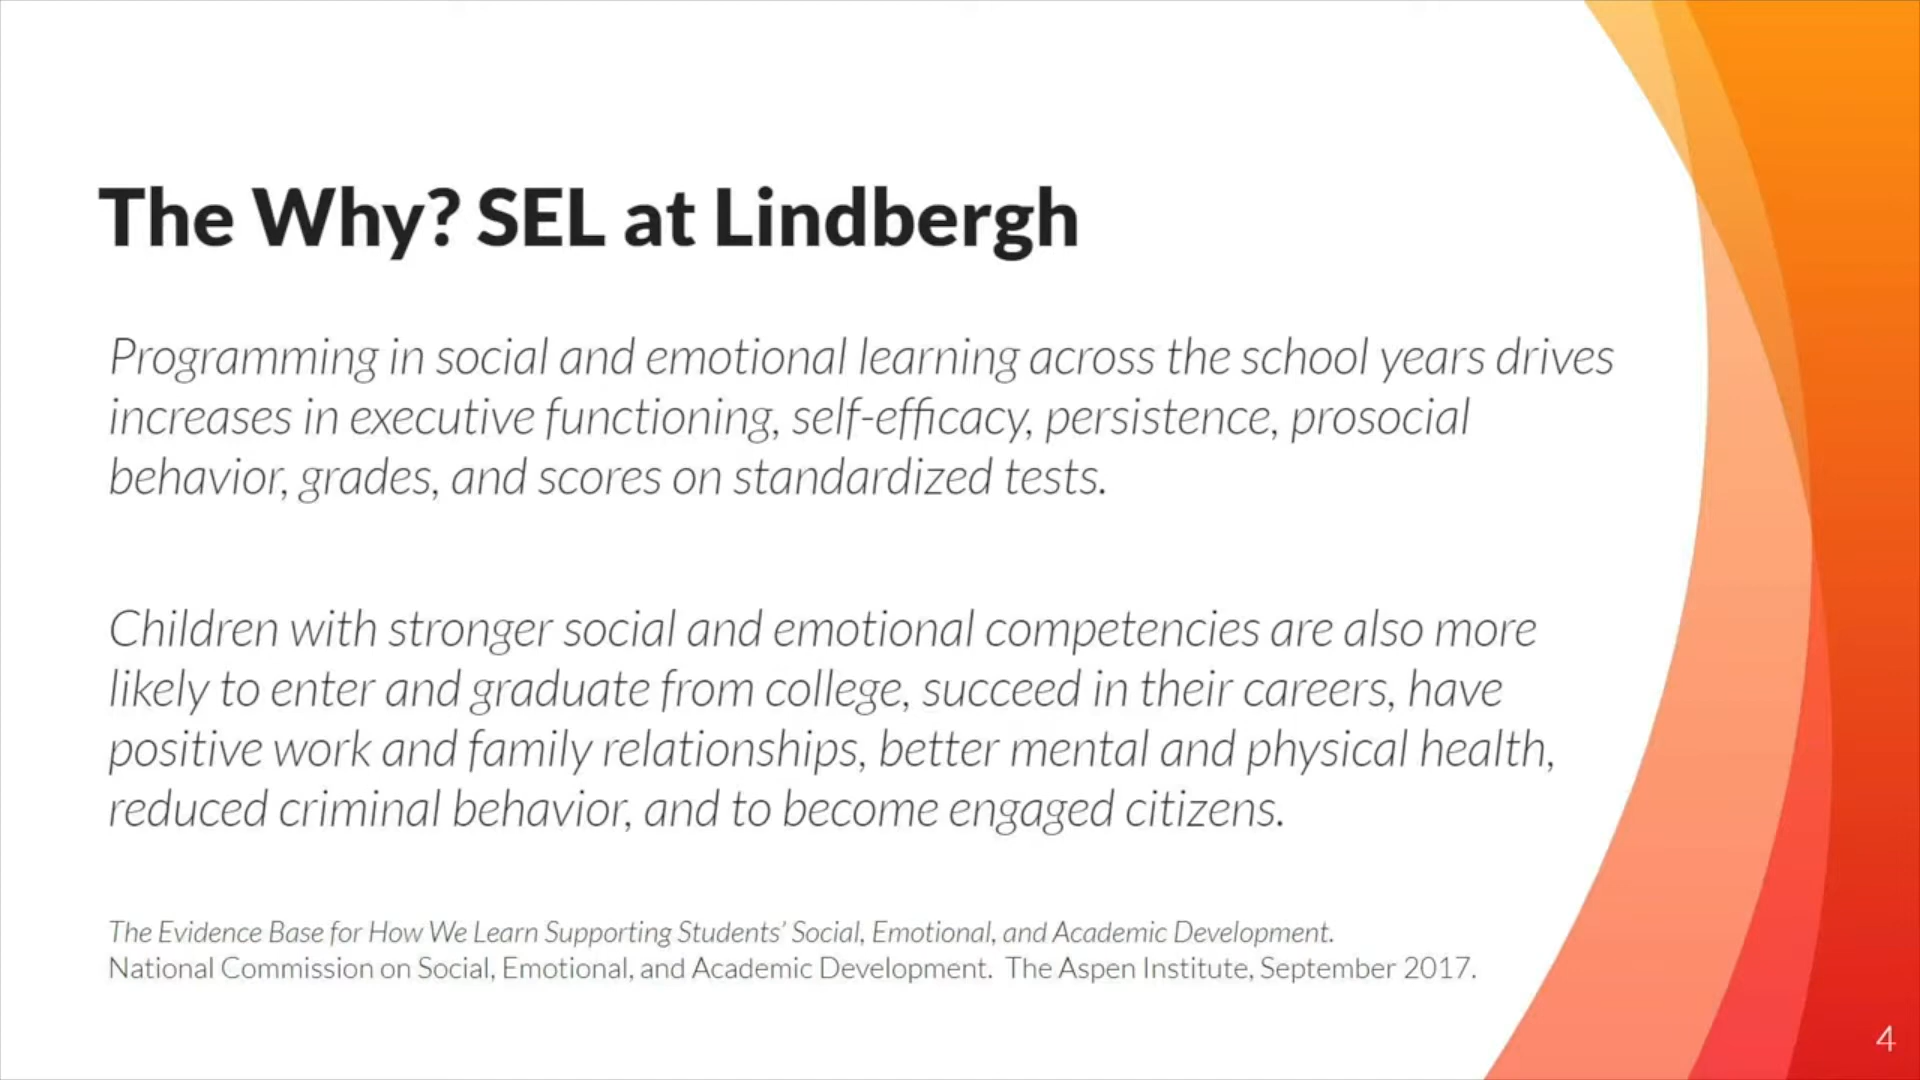 The Why? SEL at Lindbergh
Programming in social and emotional learning across the school years drives
increases in executive functioning, self-efficacy, persistence, prosocial
behavior, grades, and scores on standardized tests.
Children with stronger social and emotional competencies are also more
likely to enter and graduate from college, succeed in their careers, have
positive work and family relationships, better mental and physical health,
reduced criminal behavior, and to become engaged citizens.
The Evidence Base for How We Learn Supporting Students’ Social, Emotional, and Academic Development.
National Commission on Social, Emotional, and Academic Development.  The Aspen Institute, September 2017.
4